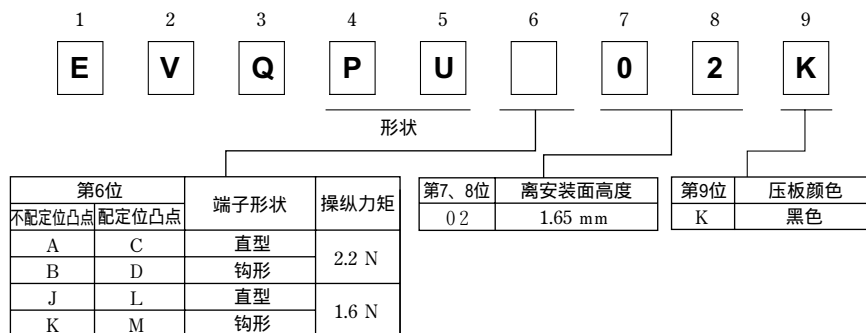 1 2 3 4 5 6 7 8 9
E V Q P U 0 2 K
形状
第6位 端子形状 操纵力矩
不配定位凸点 配定位凸点
A C 直型 2.2 N
B D 钩形
J L 直型 1.6 N
K M 钩形
第7、8位 离安装面高度
02 1.65 mm
第9位 压板颜色
K 黑色